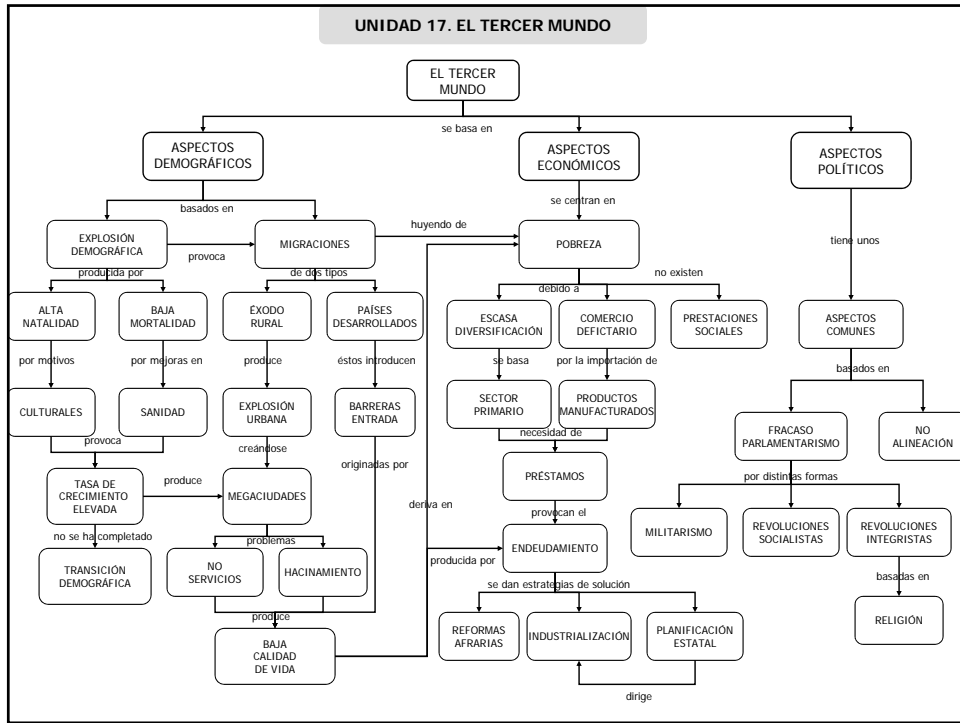 UNIDAD 17. EL TERCER MUNDO
EL TERCER
MUNDO
se basa en
ASPECTOS
DEMOGRÁFICOS
ASPECTOS
ECONÓMICOS
ASPECTOS
POLÍTICOS
basados en
se centran en
tiene unos
EXPLOSIÓN
DEMOGRÁFICA
provoca
MIGRACIONES
huyendo de
POBREZA
producida por
de dos tipos
debido a
no existen
ALTA
NATALIDAD
BAJA
MORTALIDAD
ÉXODO
RURAL
PAÍSES
DESARROLLADOS
ESCASA
DIVERSIFICACIÓN
COMERCIO
DEFICTARIO
PRESTACIONES
SOCIALES
ASPECTOS
COMUNES
por motivos
por mejoras en
produce
éstos introducen
se basa
por la importación de
basados en
CULTURALES
SANIDAD
EXPLOSIÓN
URBANA
BARRERAS
ENTRADA
SECTOR
PRIMARIO
PRODUCTOS
MANUFACTURADOS
FRACASO
PARLAMENTARISMO
NO
ALINEACIÓN
provoca
creándose
originadas por
necesidad de
por distintas formas
TASA DE
CRECIMIENTO
ELEVADA
produce
MEGACIUDADES
PRÉSTAMOS
deriva en
provocan el
MILITARISMO
REVOLUCIONES
SOCIALISTAS
REVOLUCIONES
INTEGRISTAS
no se ha completado
problemas
ENDEUDAMIENTO
producida por
basadas en
TRANSICIÓN
DEMOGRÁFICA
NO
SERVICIOS
HACINAMIENTO
se dan estrategias de solución
RELIGIÓN
produce
BAJA
CALIDAD
DE VIDA
REFORMAS
AFRARIAS
INDUSTRIALIZACIÓN
PLANIFICACIÓN
ESTATAL
dirige